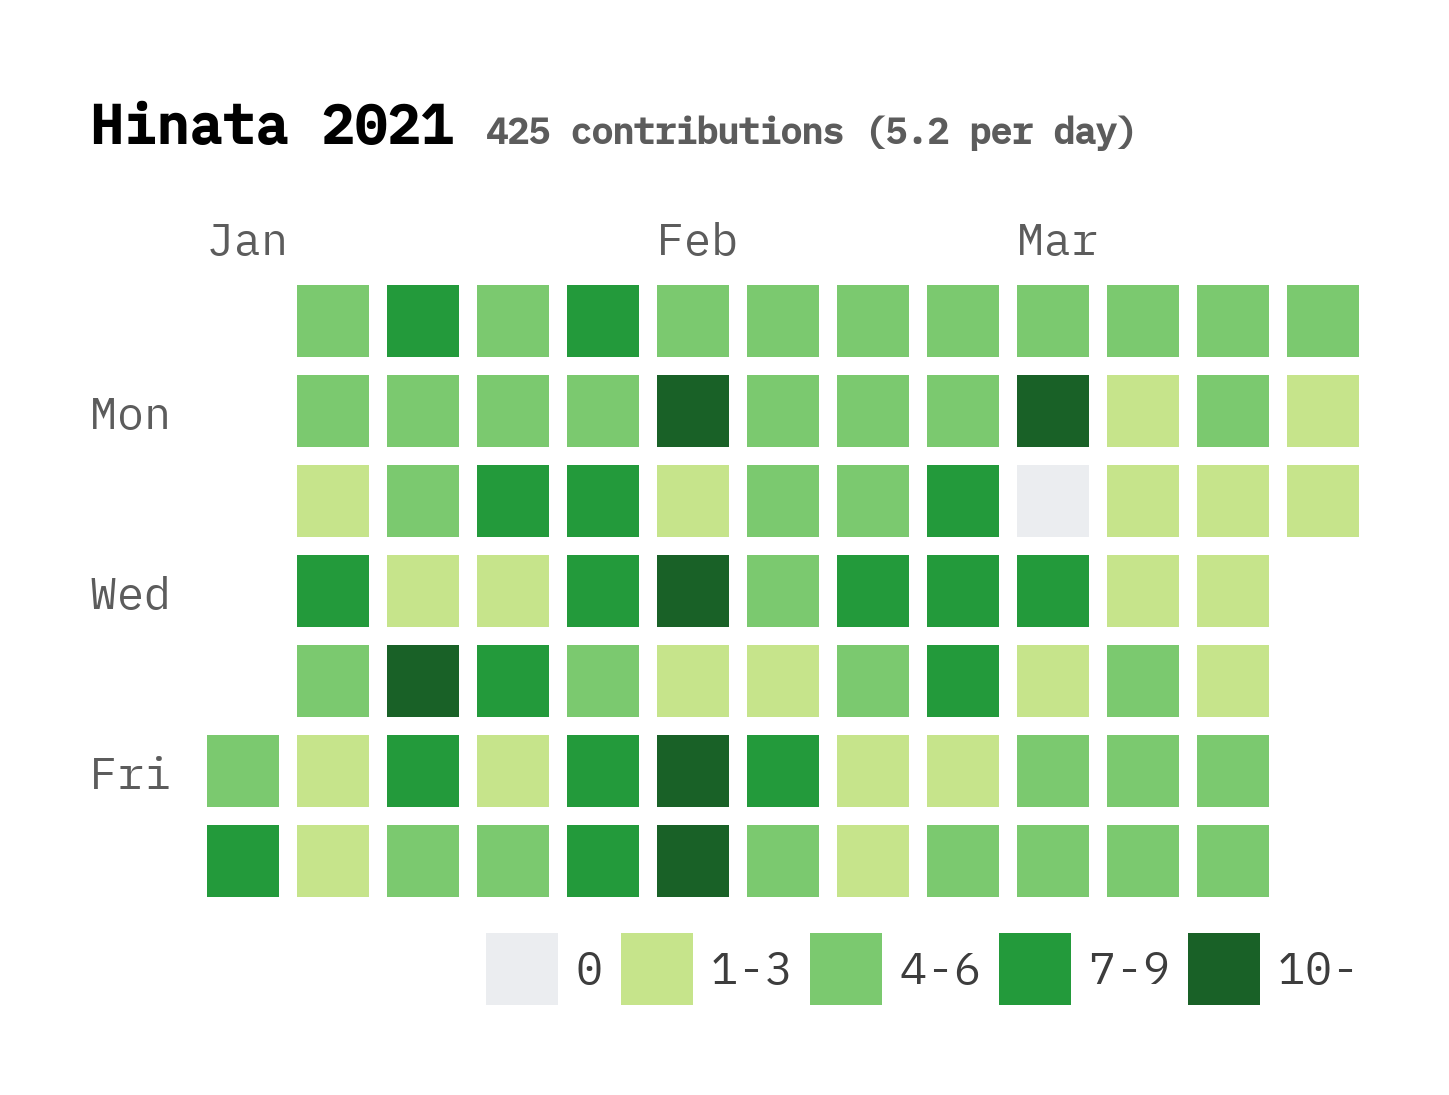 Hinata 2021 425 contributions (5.2 per day)
Jan Feb Mar
Mon
Wed
Fri
0 1-3 4-6 7-9 10-